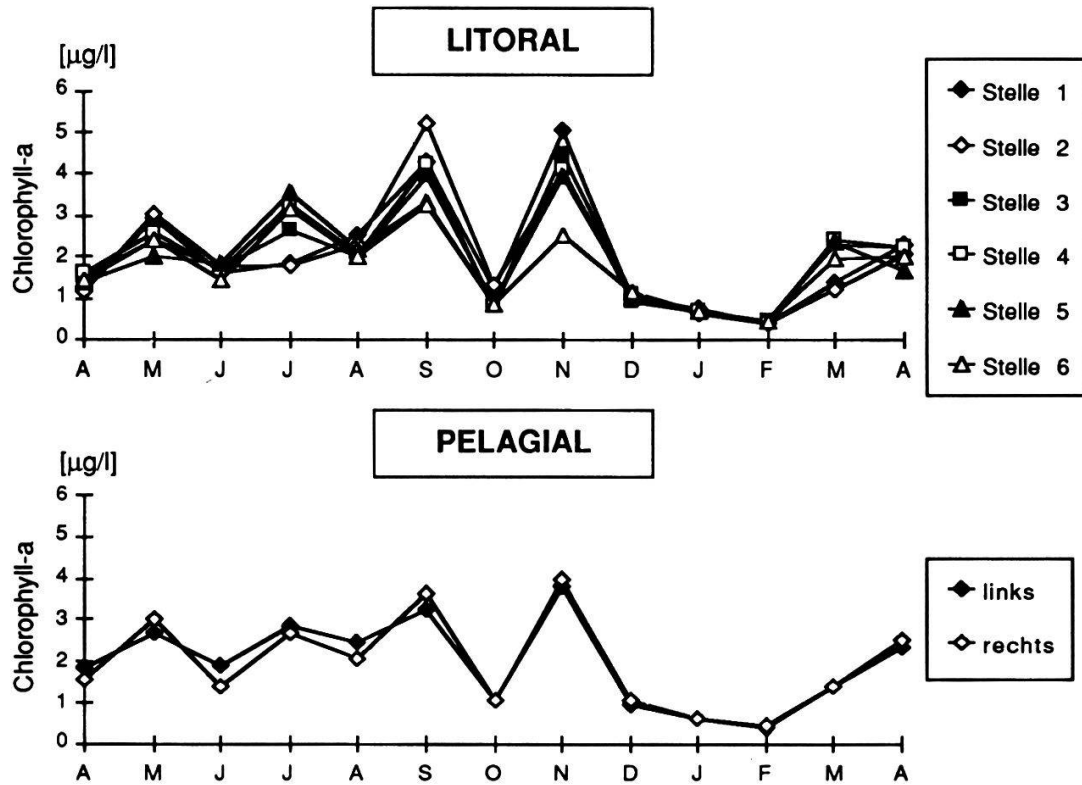 LITORAL
[µg/l]
Chlorophyll-a
6
5
4
3
2
1
0
A M J J A S O N D J F M A
Stelle 1
Stelle 2
Stelle 3
Stelle 4
Stelle 5
Stelle 6
PELAGIAL
[µg/l]
Chlorophyll-a
6
5
4
3
2
1
0
A M J J A S O N D J F M A
links
rechts